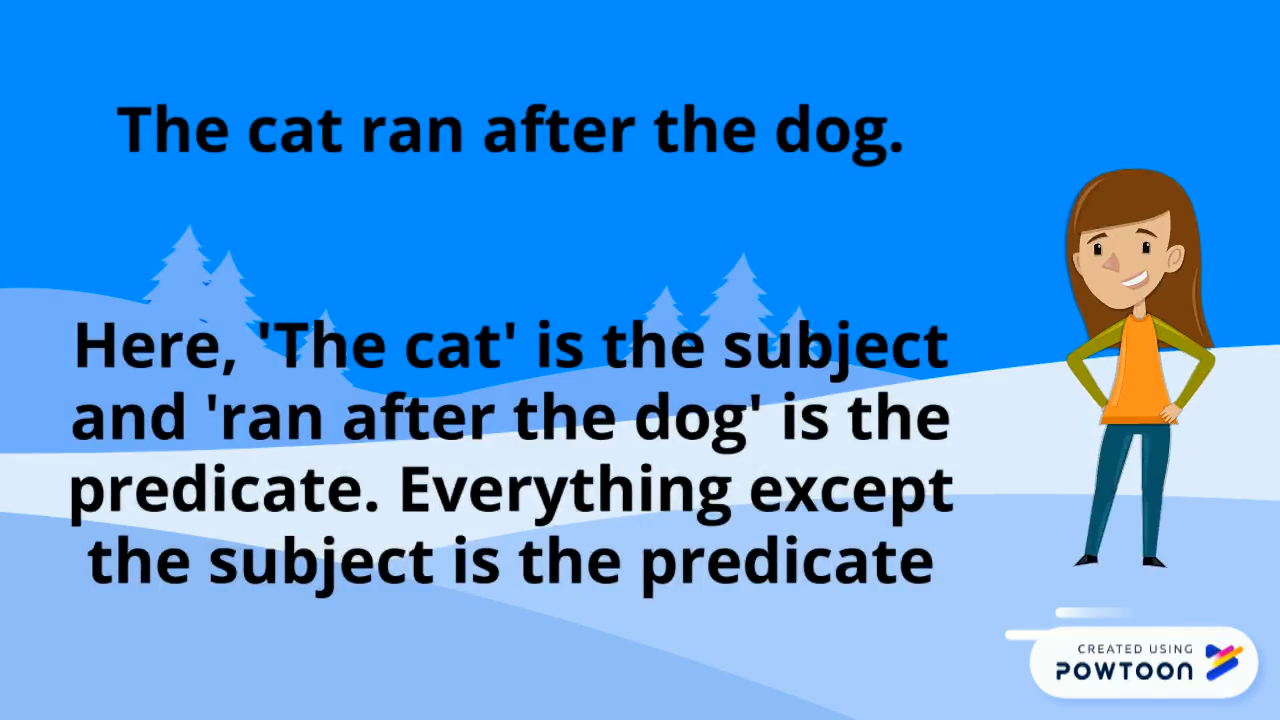 The cat ran after the dog.
Here, 'The cat' is the subject
and 'ran after the dog' is the
predicate. Everything except
the subject is the predicate
CREATED USING
POWTOON